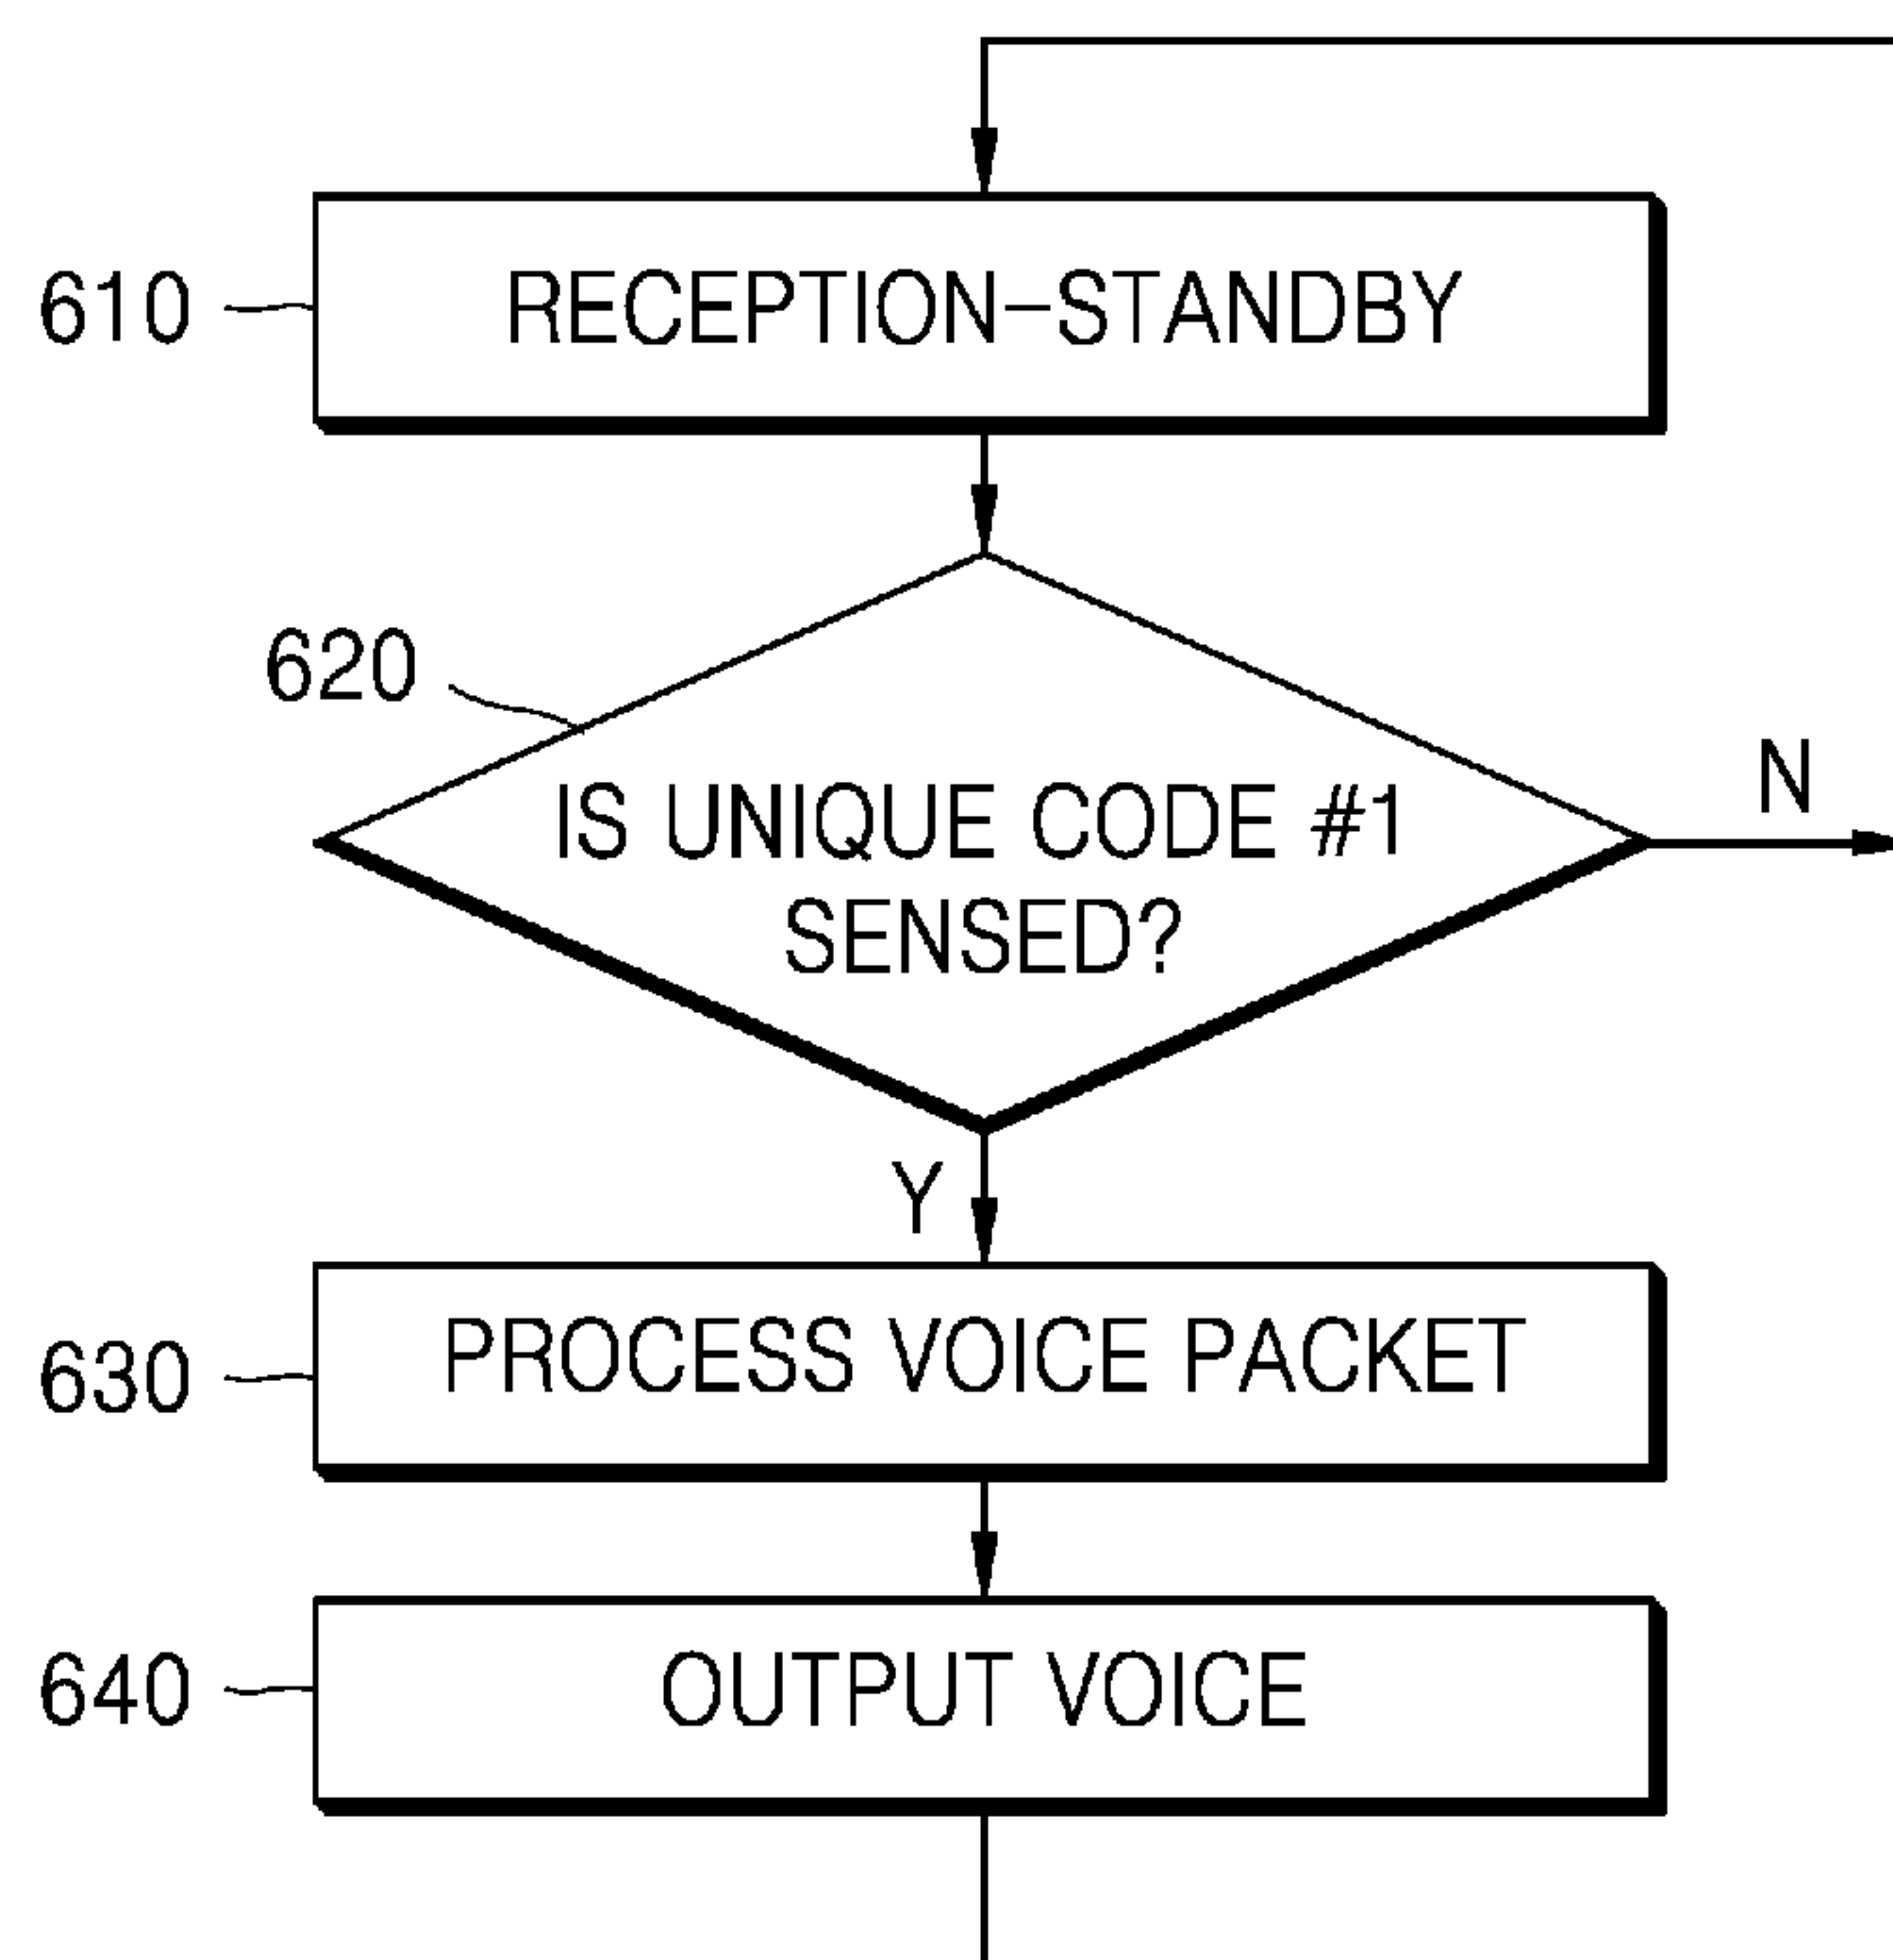 610
RECEPTION-STANDBY
620
IS UNIQUE CODE #1
SENSED?
N
Y
630
PROCESS VOICE PACKET
640
OUTPUT VOICE